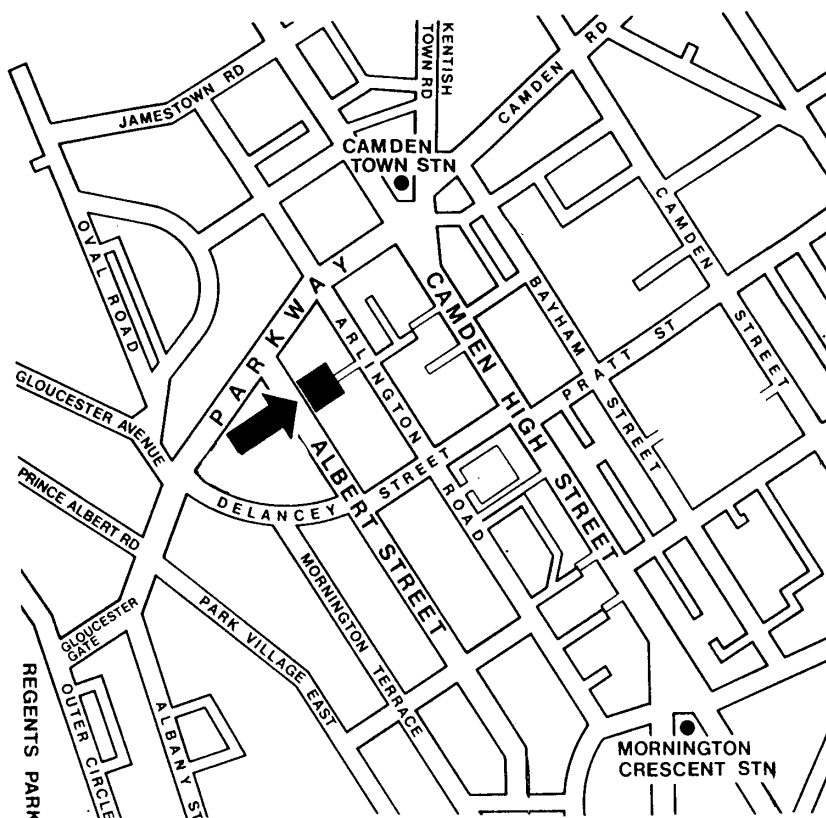 JAMESTOWN RD
KENTISH
TOWN RD
CAMDEN RD
CAMDEN
TOWN STN
OVAL ROAD
PARKWAY
CAMDEN HIGH STREET
BAYHAM STREET
CAMDEN STREET
ARLINGTON ROAD
PRATT ST
GLOUCESTER AVENUE
PRINCE ALBERT RD
DELANCEY STREET
ALBERT STREET
MORNINGTON TERRACE
PARK VILLAGE EAST
GLOUCESTER
GATE
OUTER CIRCLE
ALBANY ST
REGENTS PARK
MORNINGTON
CRESCENT STN